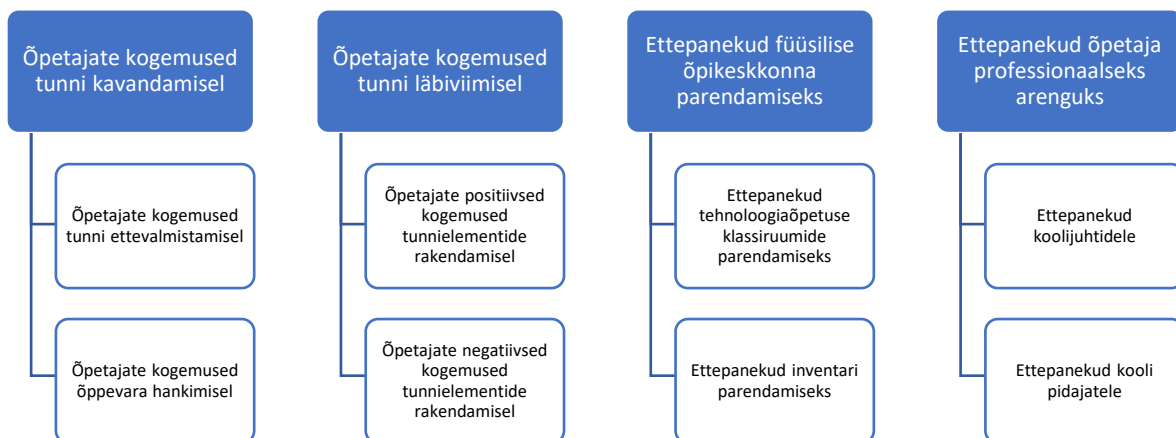 Õpetajate kogemused
tunni kavandamisel
Õpetajate kogemused
tunni ettevalmistamisel
Õpetajate kogemused
õppevara hankimisel
Õpetajate kogemused
tunni läbiviimisel
Õpetajate positiivsed
kogemused
tunnielementide
rakendamisel
Õpetajate negatiivsed
kogemused
tunnielementide
rakendamisel
Ettepanekud füüsilise
õpikeskkonna
parendamiseks
Ettepanekud
tehnoloogiaõpetuse
klassiruumide
parendamiseks
Ettepanekud inventari
parendamiseks
Ettepanekud õpetaja
professionaalseks
arenguks
Ettepanekud
koolijuhtidele
Ettepanekud kooli
pidajatele